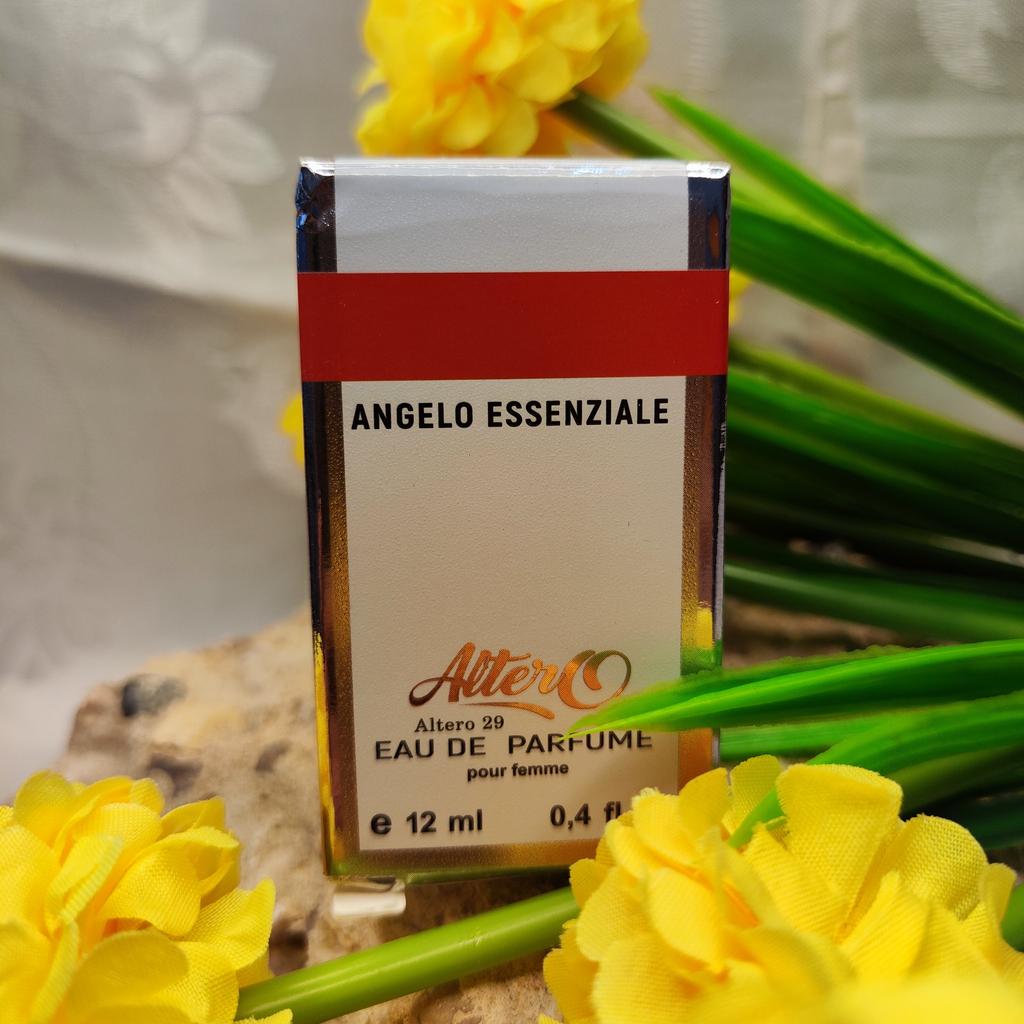 ANGELO ESSENZIALE
AlterO
Altero 29
EAU DE PARFUME
pour femme
e 12 ml 0,4 fl